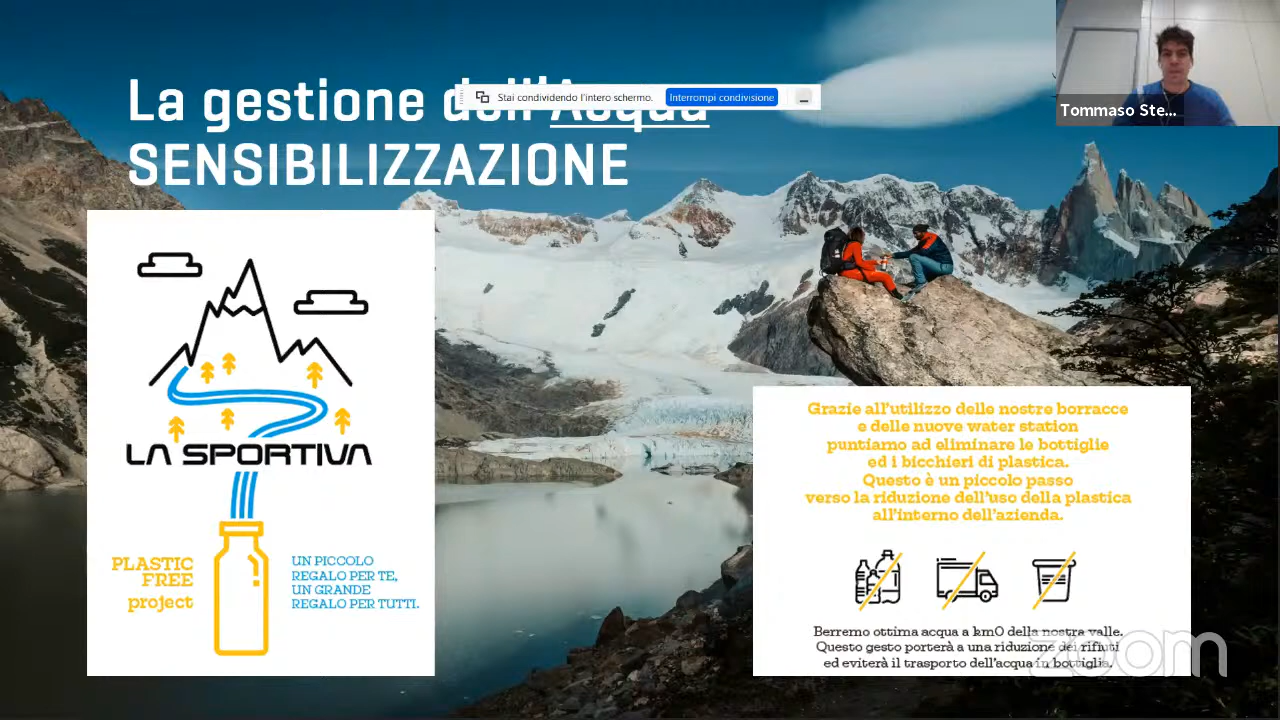 La gestione dell'Acqua
SENSIBILIZZAZIONE
Stai condividendo l'intero schermo.
Interrompi condivisione
Tommaso Ste...
LA SPORTIVA
PLASTIC
FREE
project
UN PICCOLO
REGALO PER TE,
UN GRANDE
REGALO PER TUTTI.
Grazie all'utilizzo delle nostre borracce
e delle nuove water station
puntiamo ad eliminare le bottiglie
ed i bicchieri di plastica.
Questo è un piccolo passo
verso la riduzione dell'uso della plastica
all'interno dell'azienda.
Berremo ottima acqua a km0 della nostra valle.
Questo gesto porterà a una riduzione dei rifiuti
ed eviterà il trasporto dell'acqua in bottiglia.
zoom